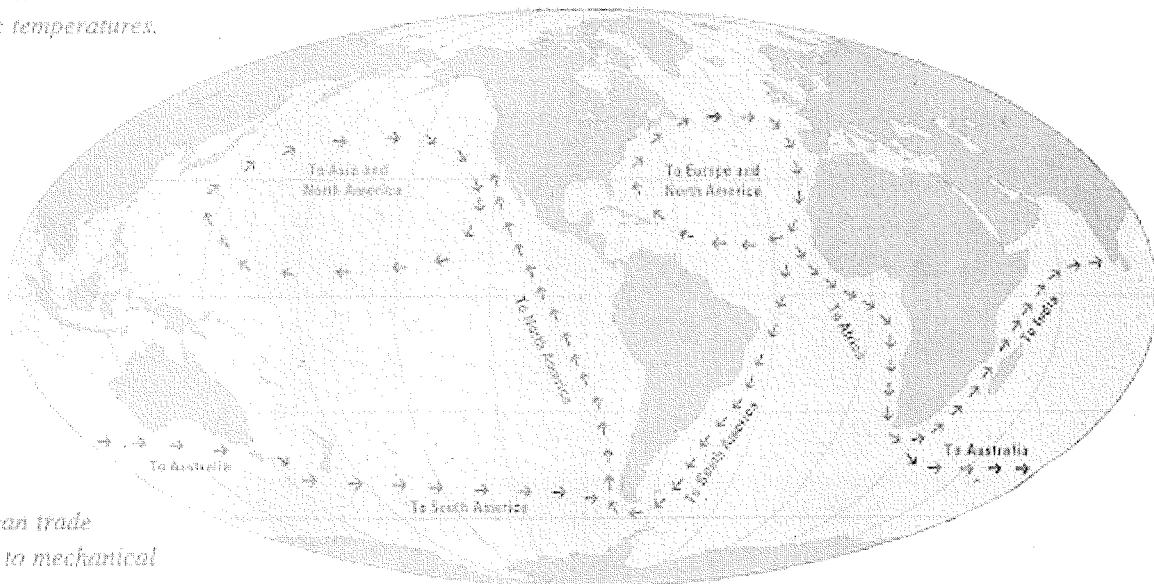 temperatures.
To Asia and
North America
To Europe and
North America
To North America
To Africa
To India
To South America
To Australia
To Australia
To South America
an trade
to mechanical